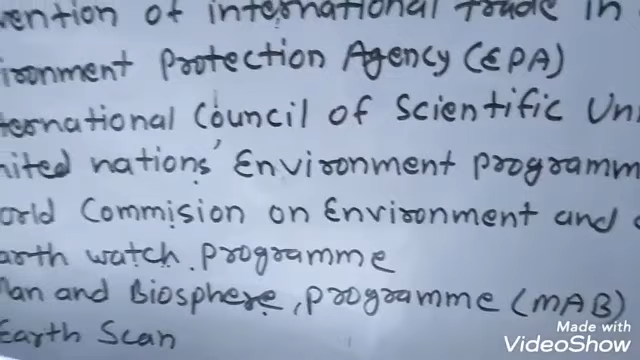 vention of international trade in
ironment Protection Agency (EPA)
ternational Council of Scientific Uni
nited nations' Environment programm
orld Commision on Environment and
arth watch programme
Man and Biosphere, programme (MAB)
Earth Scan
Made with
VideoShow